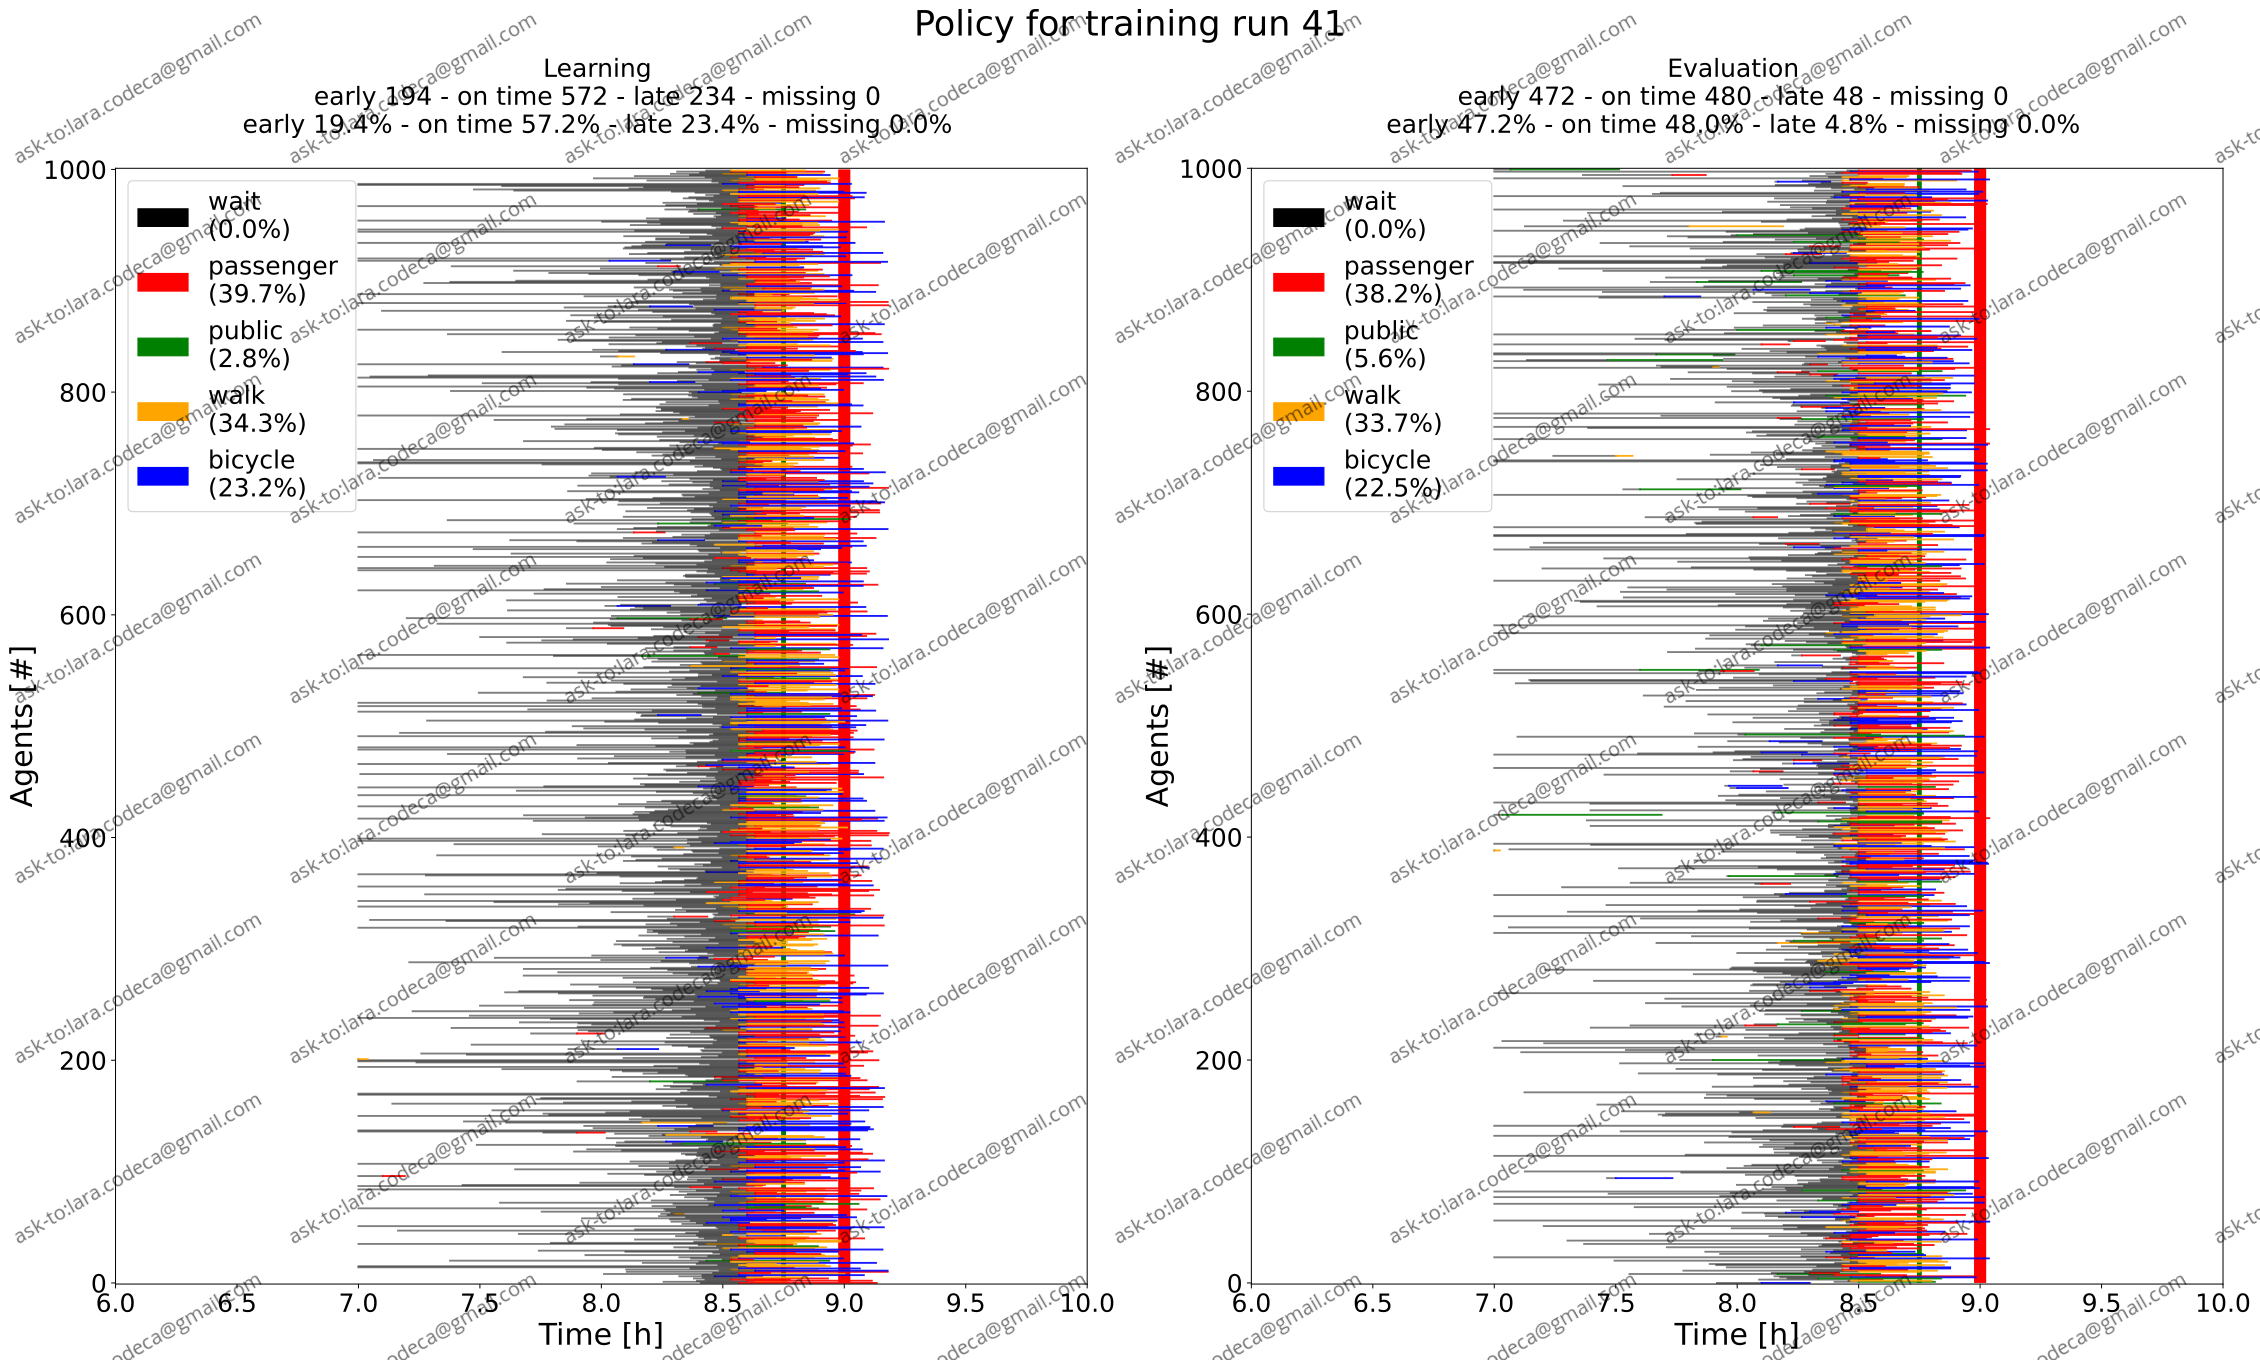 Policy for training run 41
Learning
early 194 - on time 572 - late 234 - missing 0
early 19.4% - on time 57.2% - late 23.4% - missing 0.0%
Agents [#]
1000
800
600
400
200
0
wait
(0.0%)
passenger
(39.7%)
public
(2.8%)
walk
(34.3%)
bicycle
(23.2%)
6.0 6.5 7.0 7.5 8.0 8.5 9.0 9.5 10.0
Time [h]
Evaluation
early 472 - on time 480 - late 48 - missing 0
early 47.2% - on time 48.0% - late 4.8% - missing 0.0%
Agents [#]
1000
800
600
400
200
0
wait
(0.0%)
passenger
(38.2%)
public
(5.6%)
walk
(33.7%)
bicycle
(22.5%)
6.0 6.5 7.0 7.5 8.0 8.5 9.0 9.5 10.0
Time [h]
ask-to:lara.codeca@gmail.com